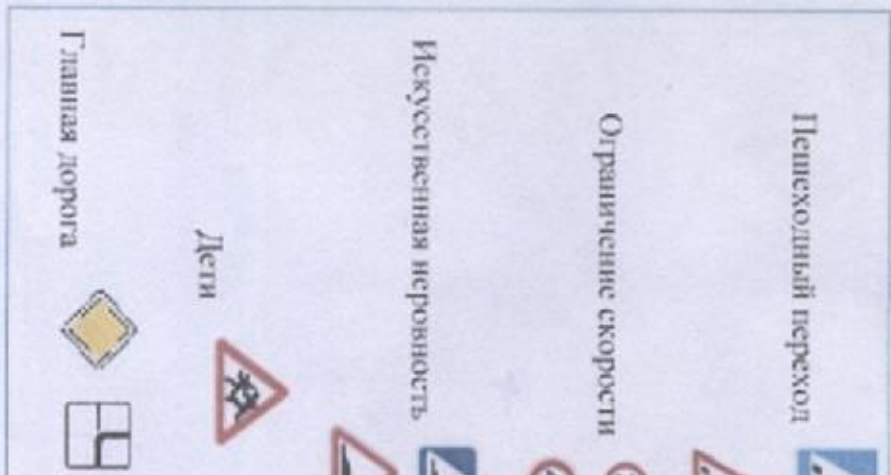 Пешеходный переход
Ограничение скорости
Искусственная неровность
Дети
Главная дорога